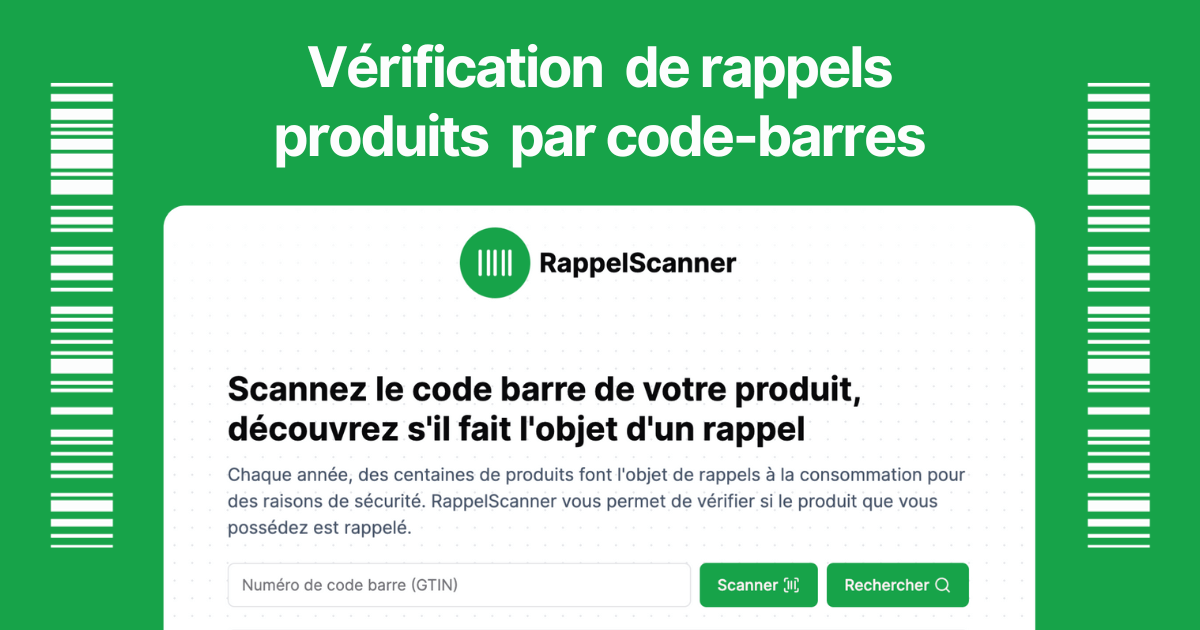 Vérification de rappels
produits par code-barres
RappelScanner
Scannez le code barre de votre produit,
découvrez s'il fait l'objet d'un rappel
Chaque année, des centaines de produits font l'objet de rappels à la consommation pour
des raisons de sécurité. RappelScanner vous permet de vérifier si le produit que vous
possédez est rappelé.
Numéro de code barre (GTIN)
Scanner
Rechercher